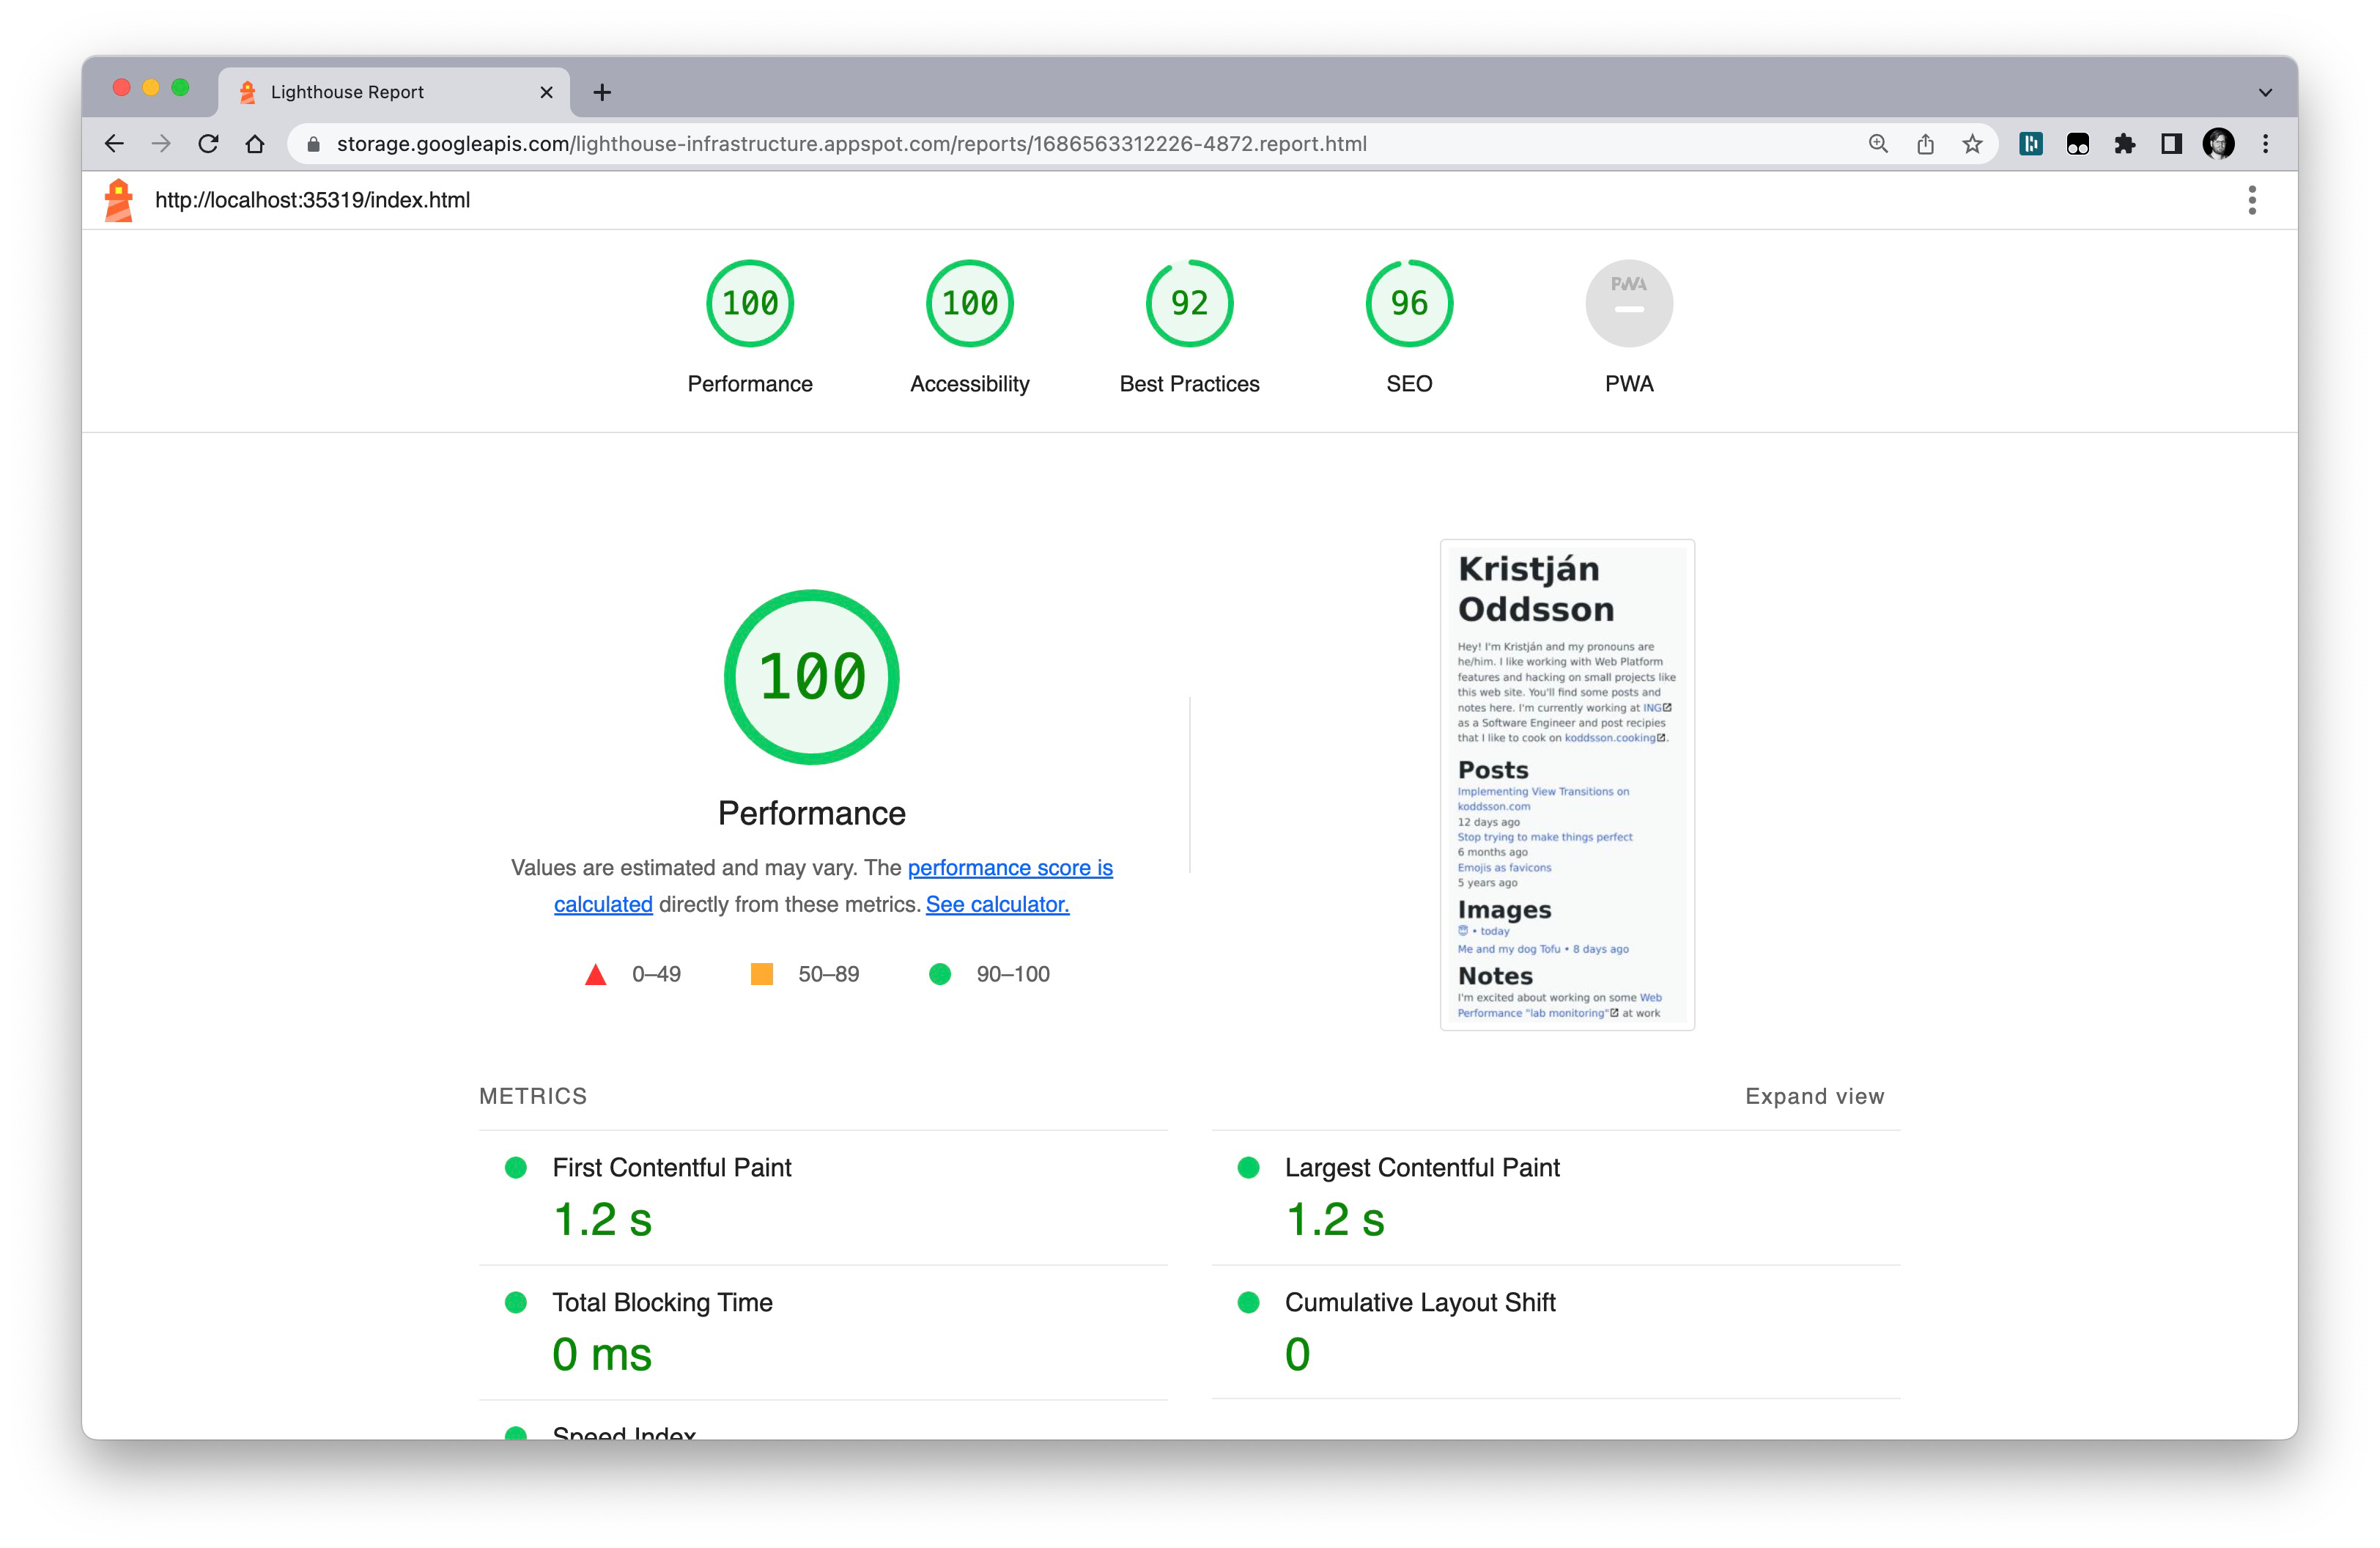 Lighthouse Report
storage.googleapis.com/lighthouse-infrastructure.appspot.com/reports/1686563312226-4872.report.html
http://localhost:35319/index.html
100
100
92
96
PWA
Performance
Accessibility
Best Practices
SEO
PWA
100
Performance
Values are estimated and may vary. The performance score is
calculated directly from these metrics. See calculator.
0–49
50–89
90–100
Kristján
Oddsson
Hey! I'm Kristján and my pronouns are
he/him. I like working with Web Platform
features and hacking on small projects like
this web site. You'll find some posts and
notes here. I'm currently working at ING
as a Software Engineer and post recipies
that I like to cook on koddsson.cooking.
Posts
Implementing View Transitions on
koddsson.com
12 days ago
Stop trying to make things perfect
6 months ago
Emojis as favicons
5 years ago
Images
• today
Me and my dog Tofu • 8 days ago
Notes
I'm excited about working on some Web
Performance "lab monitoring" at work
METRICS
Expand view
First Contentful Paint
1.2 s
Largest Contentful Paint
1.2 s
Total Blocking Time
0 ms
Cumulative Layout Shift
0
Speed Index